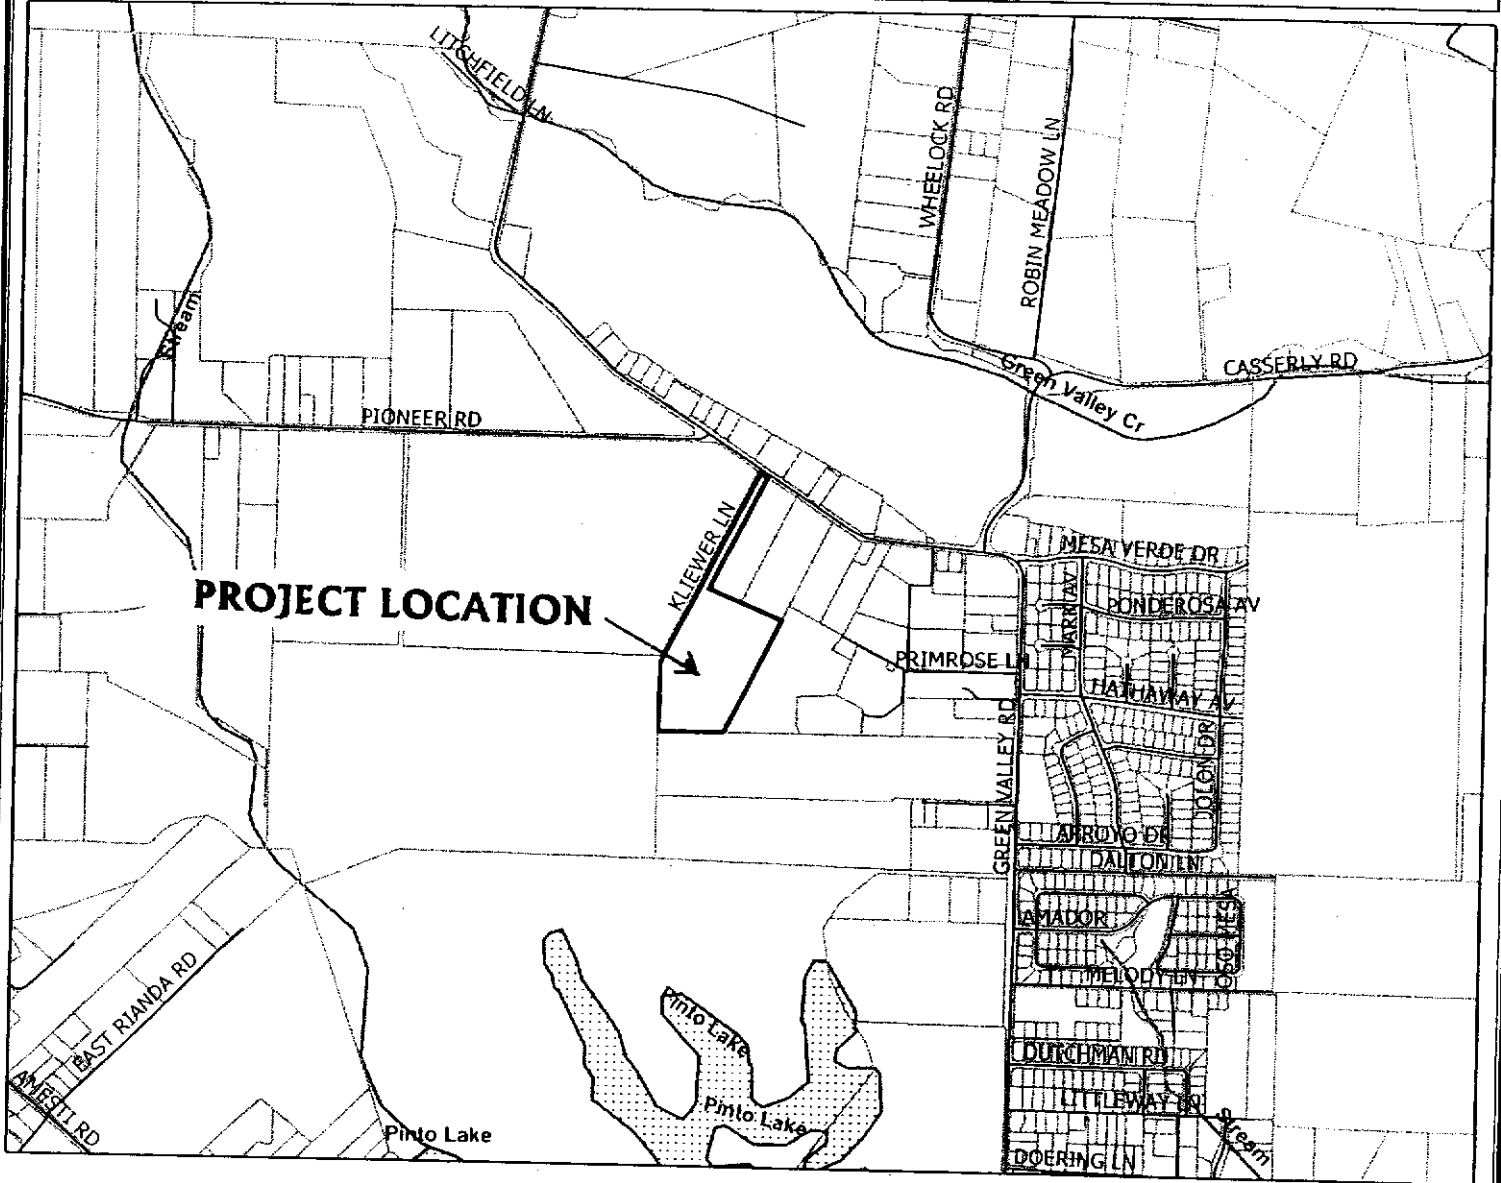 LITCHFIELD LN
WHEELOCK RD
ROBIN MEADOW LN
Stream
CASSERLY RD
Green Valley Cr
PIONEER RD
KLIEWER LN
MESA VERDE DR
PROJECT LOCATION
MARK AV
PONDEROSA AV
PRIMROSE LN
HATHAWAY AV
GREEN VALLEY RD
JOLON DR
ARROYO DR
DALTON LN
AMADOR
OSO VIESA
MELODY LN
EAST RIANDA RD
Pinto Lake
DUTCHMAN RD
AMESTI RD
LITTLEWAY LN
Pinto Lake
Stream
Pinto Lake
DOERING LN